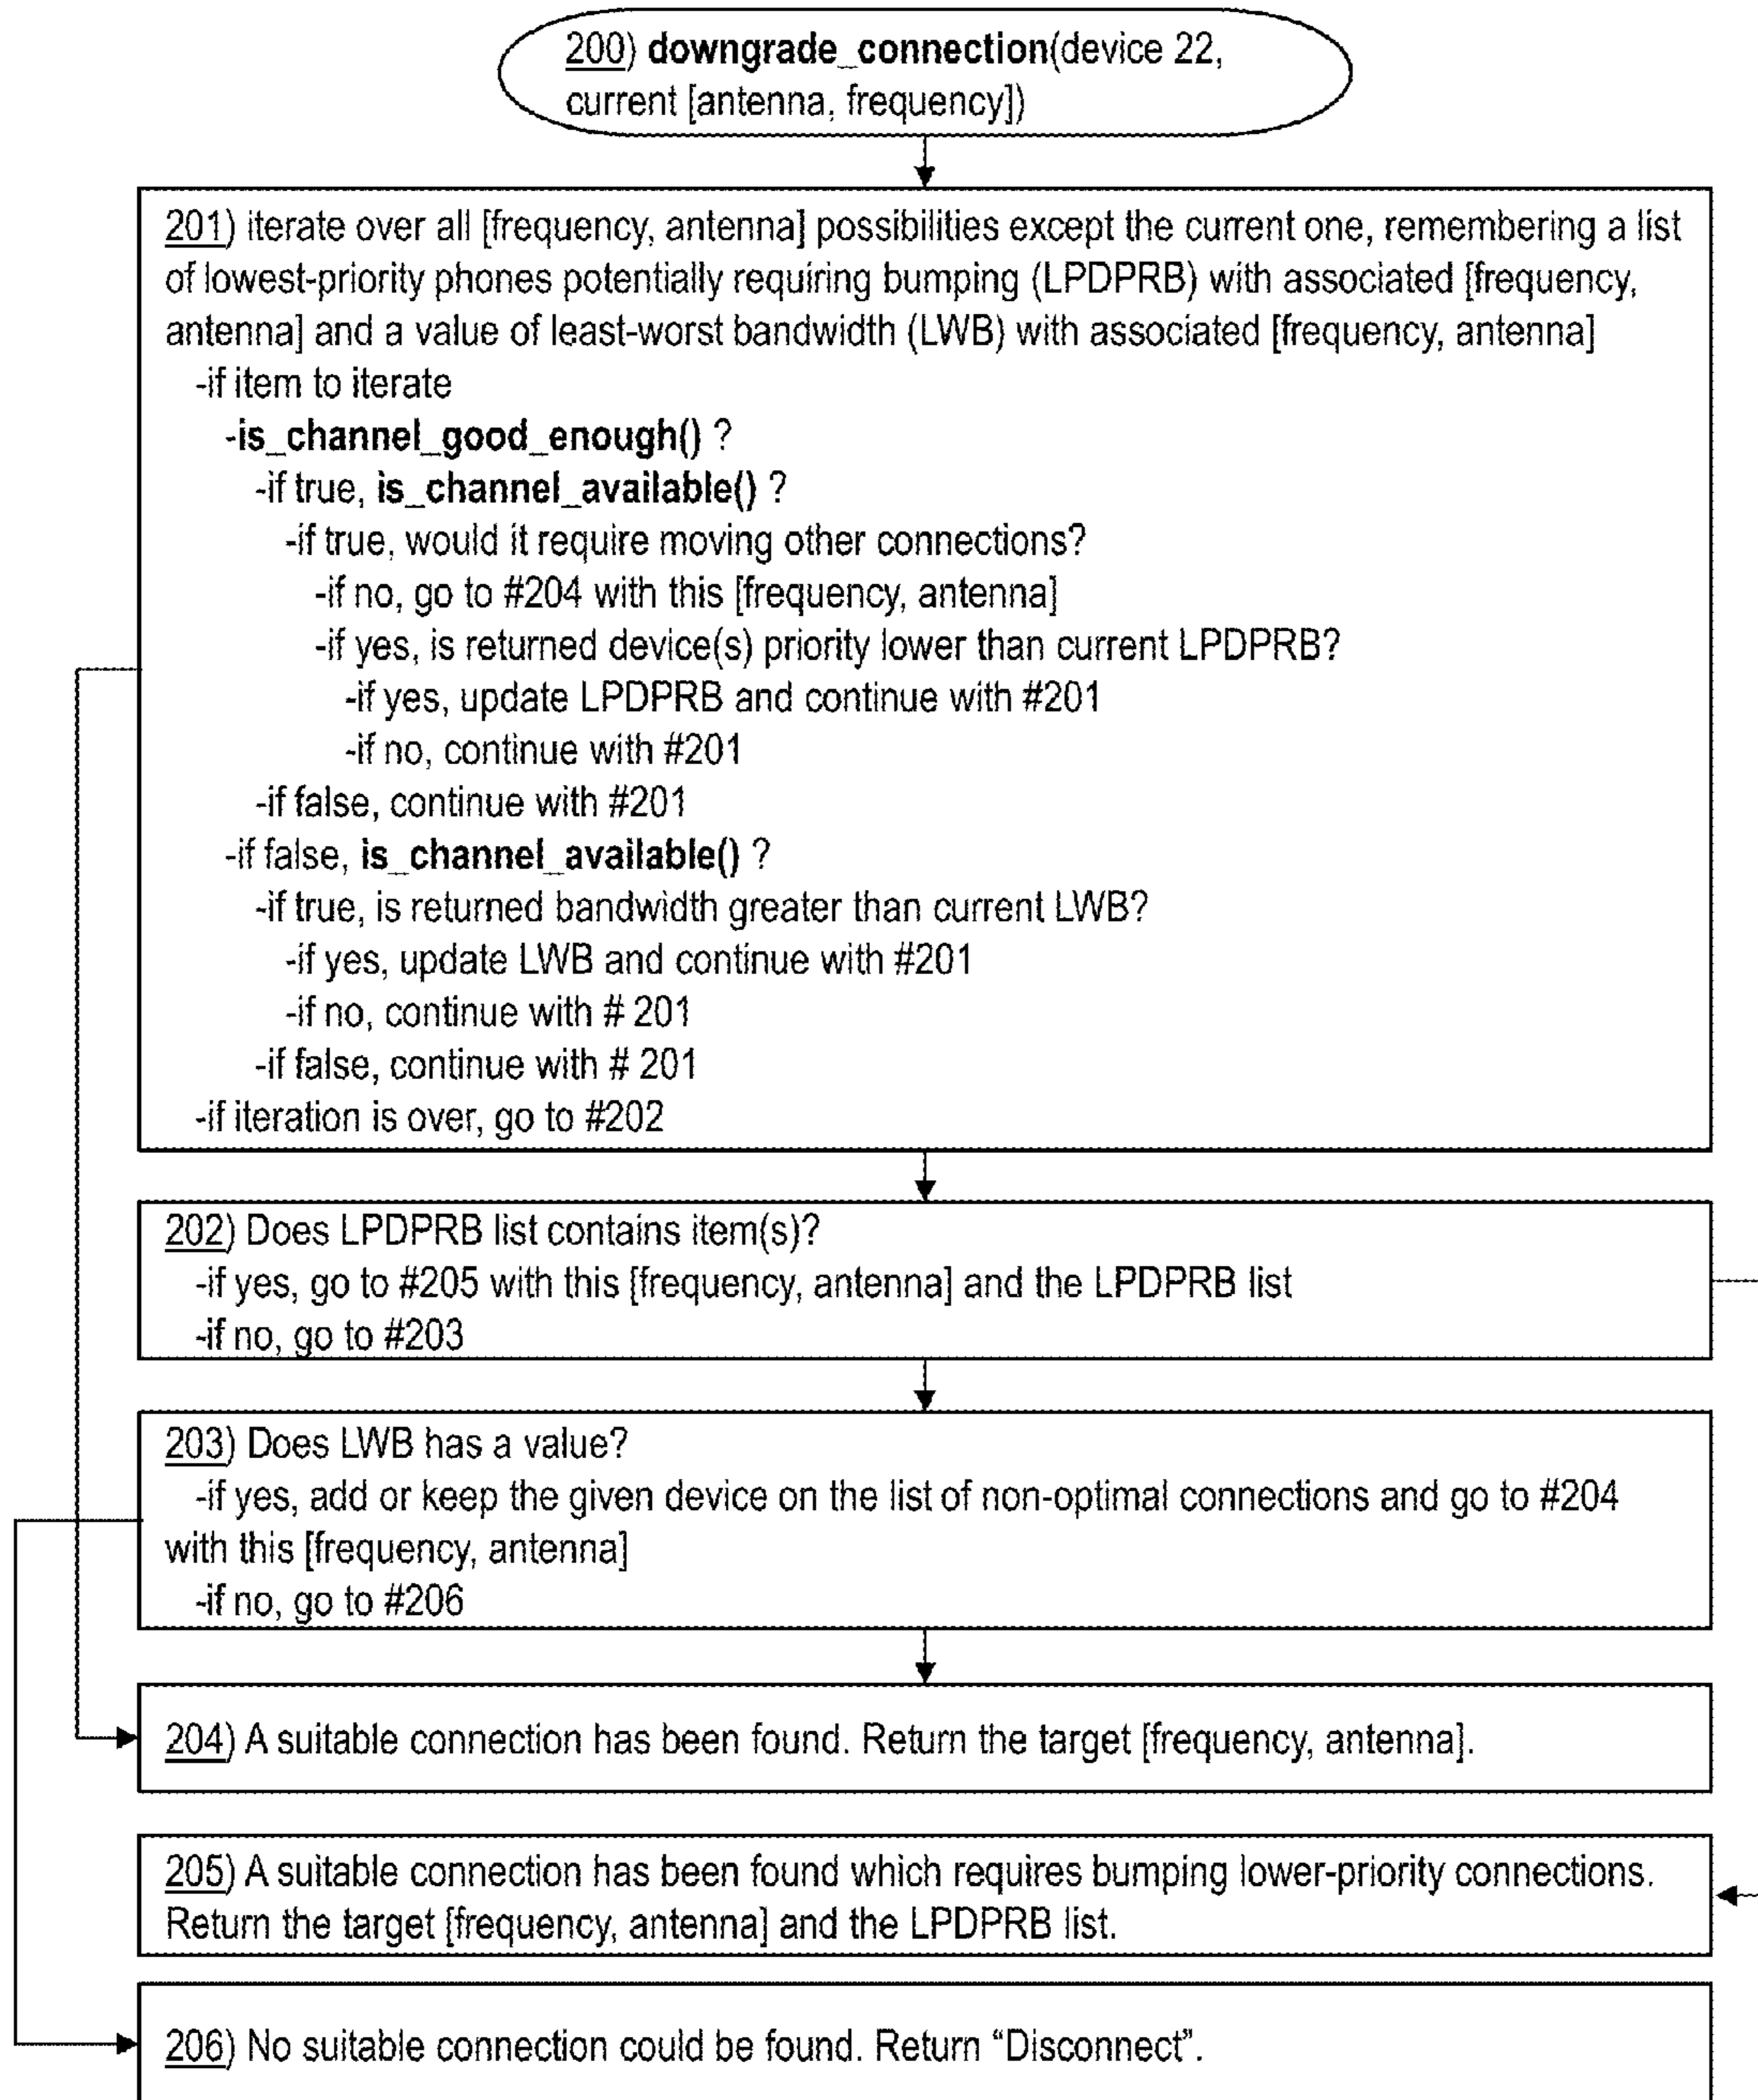 200) downgrade_connection(device 22,
current [antenna, frequency])
201) iterate over all [frequency, antenna] possibilities except the current one, remembering a list
of lowest-priority phones potentially requiring bumping (LPDPRB) with associated [frequency,
antenna] and a value of least-worst bandwidth (LWB) with associated [frequency, antenna]
-if item to iterate
-is_channel_good_enough() ?
-if true, is_channel_available() ?
-if true, would it require moving other connections?
-if no, go to #204 with this [frequency, antenna]
-if yes, is returned device(s) priority lower than current LPDPRB?
-if yes, update LPDPRB and continue with #201
-if no, continue with #201
-if false, continue with #201
-if false, is_channel_available() ?
-if true, is returned bandwidth greater than current LWB?
-if yes, update LWB and continue with #201
-if no, continue with # 201
-if false, continue with # 201
-if iteration is over, go to #202
202) Does LPDPRB list contains item(s)?
-if yes, go to #205 with this [frequency, antenna] and the LPDPRB list
-if no, go to #203
203) Does LWB has a value?
-if yes, add or keep the given device on the list of non-optimal connections and go to #204
with this [frequency, antenna]
-if no, go to #206
204) A suitable connection has been found. Return the target [frequency, antenna].
205) A suitable connection has been found which requires bumping lower-priority connections.
Return the target [frequency, antenna] and the LPDPRB list.
206) No suitable connection could be found. Return “Disconnect”.